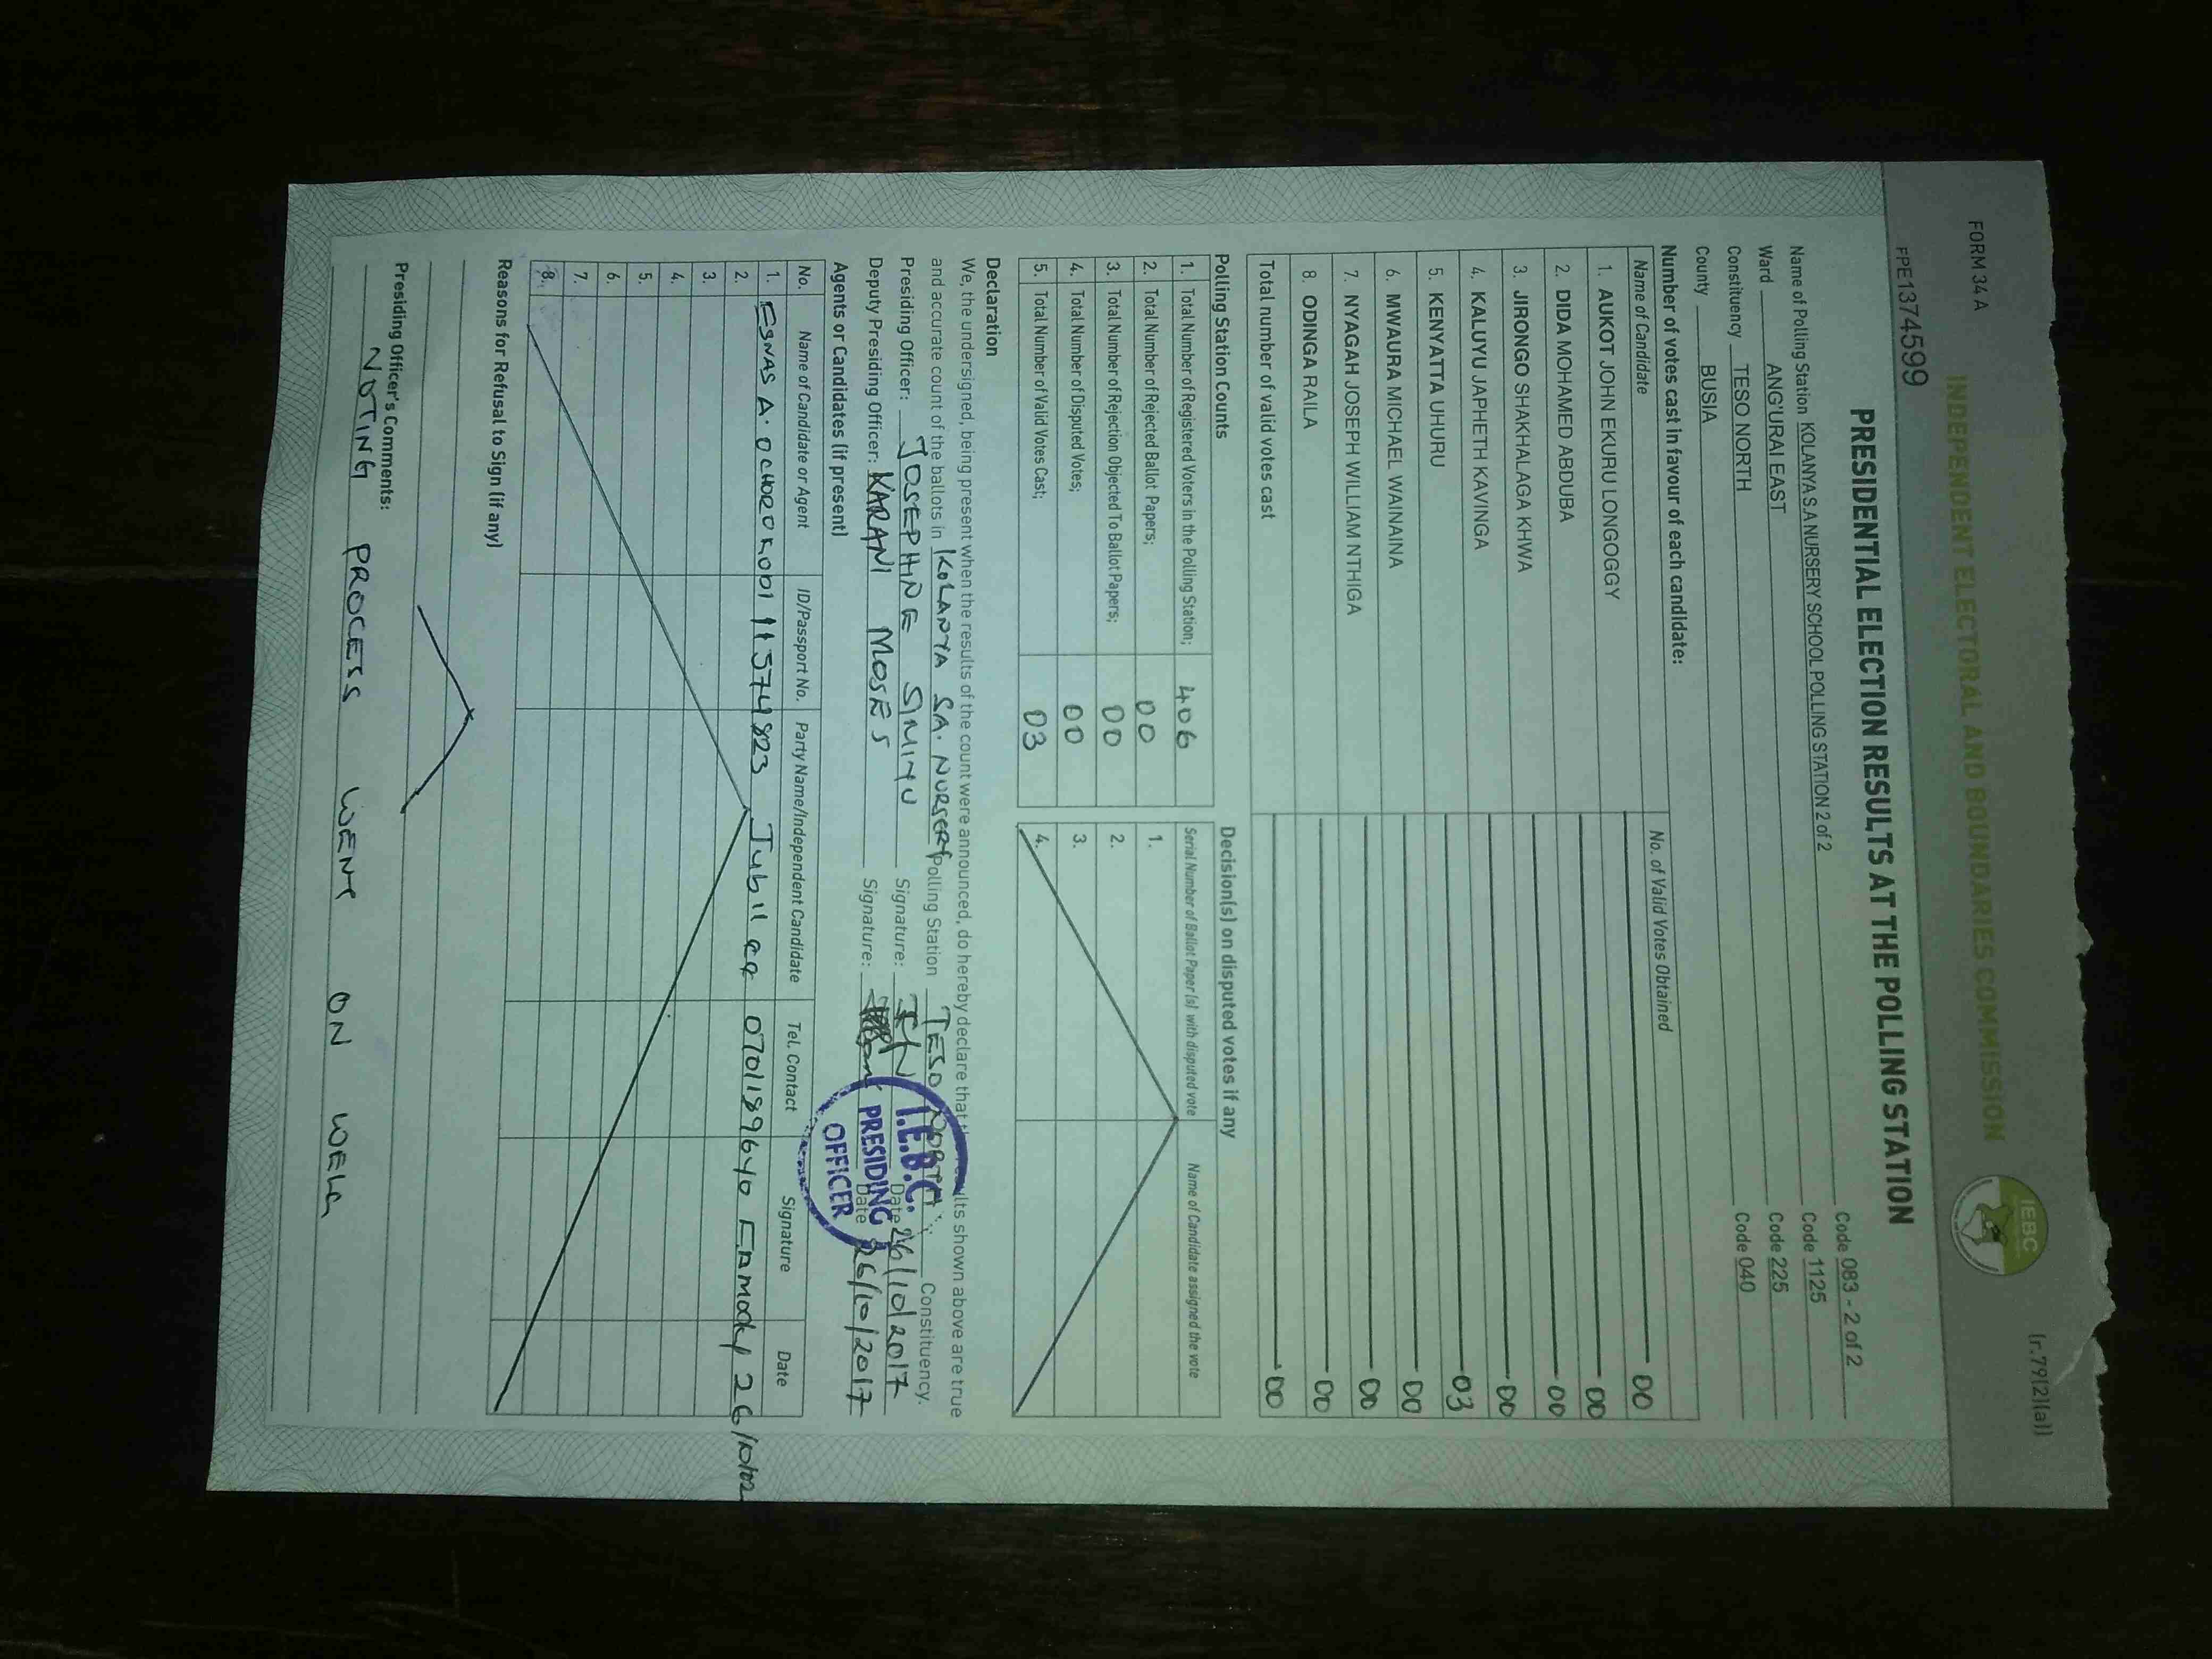 FORM 34 A
(r.79(2)(a))
INDEPENDENT ELECTORAL AND BOUNDARIES COMMISSION
IEBC
FPE1374599
PRESIDENTIAL ELECTION RESULTS AT THE POLLING STATION
Name of Polling Station KOLANYA S A NURSERY SCHOOL POLLING STATION 2 of 2 Code 083 - 2 of 2
Ward ANG'URAI EAST Code 1125
Constituency TESO NORTH Code 225
County BUSIA Code 040
Number of votes cast in favour of each candidate:
Name of Candidate No. of Valid Votes Obtained
1. AUKOT JOHN EKURU LONGOGGY 00
2. DIDA MOHAMED ABDUBA 00
3. JIRONGO SHAKHALAGA KHWA 00
4. KALUYU JAPHETH KAVINGA 00
5. KENYATTA UHURU 03
6. MWAURA MICHAEL WAINAINA 00
7. NYAGAH JOSEPH WILLIAM NTHIGA 00
8. ODINGA RAILA 00
Total number of valid votes cast 00
Polling Station Counts
1. Total Number of Registered Voters in the Polling Station; 406
2. Total Number of Rejected Ballot Papers; 00
3. Total Number of Rejection Objected To Ballot Papers; 00
4. Total Number of Disputed Votes; 00
5. Total Number of Valid Votes Cast; 03
Decision(s) on disputed votes if any
Serial Number of Ballot Paper (s) with disputed vote Name of Candidate assigned the vote
1.
2.
3.
4.
Declaration
We, the undersigned, being present when the results of the count were announced, do hereby declare that the results shown above are true
and accurate count of the ballots in KOLANYA SA. NURSERY Polling Station TESO NORTH Constituency.
Presiding Officer: JOSEPHINE SIMIYU Signature: Date 26/10/2017
Deputy Presiding Officer: KARANI MOSES Signature: Date 26/10/2017
I.E.B.C.
PRESIDING
OFFICER
Agents or Candidates (if present)
No. Name of Candidate or Agent ID/Passport No. Party Name/Independent Candidate Tel. Contact Signature Date
1. A. 11574823 Jubilee 0701189640 26/10/
2.
3.
4.
5.
6.
7.
8.
Reasons for Refusal to Sign (if any)
Presiding Officer's Comments:
NOTING PROCESS WENT ON WELL